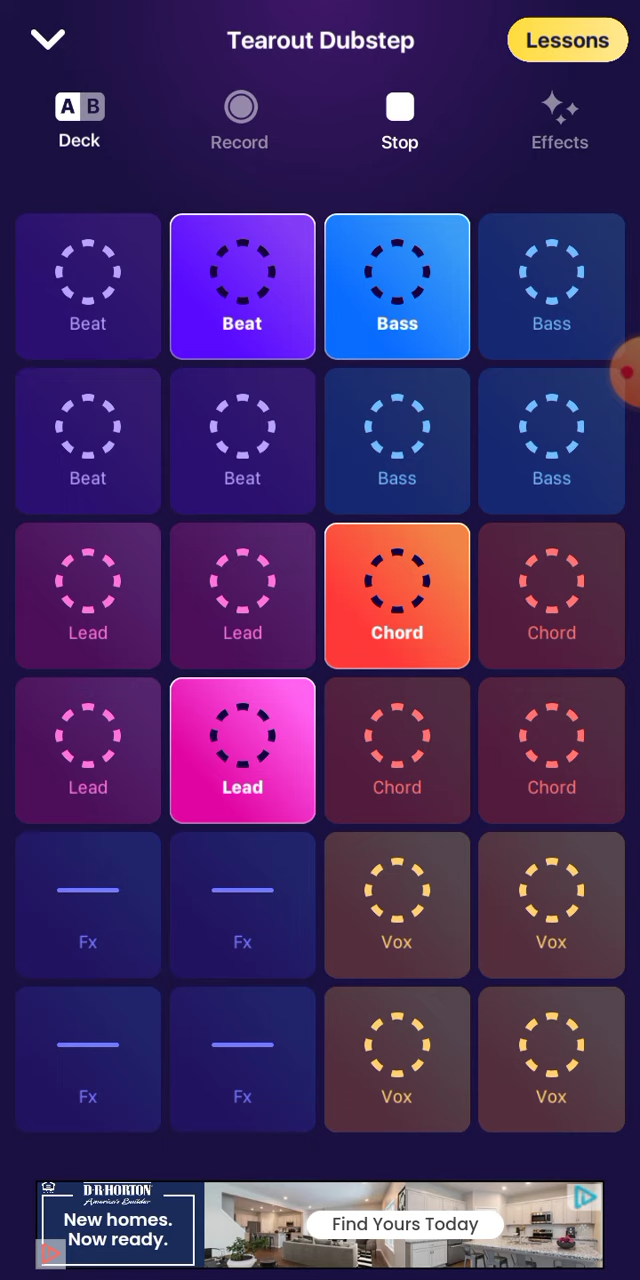 Tearout Dubstep
Lessons
A B
Deck
Record
Stop
Effects
Beat
Beat
Bass
Bass
Beat
Beat
Bass
Bass
Lead
Lead
Chord
Chord
Lead
Lead
Chord
Chord
Fx
Fx
Vox
Vox
Fx
Fx
Vox
Vox
D·R·HORTON
America's Builder
New homes.
Now ready.
Find Yours Today